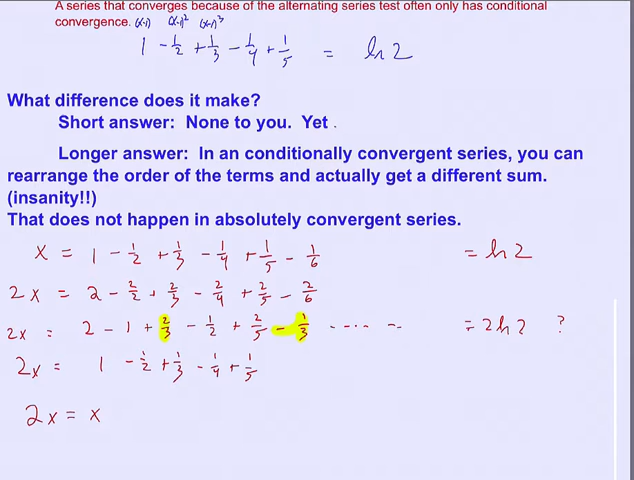 A series that converges because of the alternating series test often only has conditional
convergence. (x-1) (x-1)² (x-1)³
1 - 1/2 + 1/3 - 1/4 + 1/5 = ln 2
What difference does it make?
Short answer: None to you. Yet .
Longer answer: In an conditionally convergent series, you can
rearrange the order of the terms and actually get a different sum.
(insanity!!)
That does not happen in absolutely convergent series.
x = 1 - 1/2 + 1/3 - 1/4 + 1/5 - 1/6 = ln 2
2x = 2 - 2/2 + 2/3 - 2/4 + 2/5 - 2/6
2x = 2 - 1 + 2/3 - 1/2 + 2/5 - 1/3 ..... .. = 2 ln 2 ?
2x = 1 - 1/2 + 1/3 - 1/4 + 1/5
2x = x